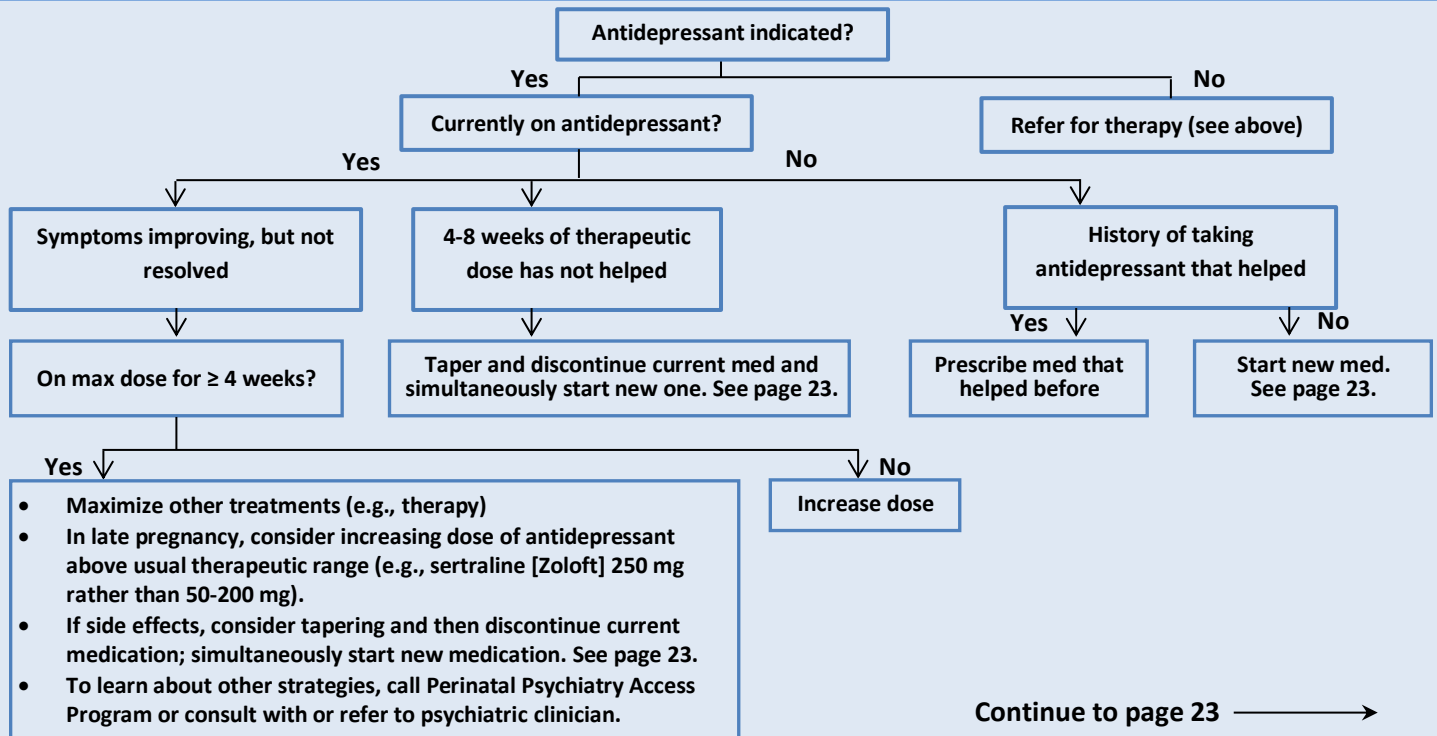 Antidepressant indicated?
Yes
No
Currently on antidepressant?
Refer for therapy (see above)
Yes
No
Symptoms improving, but not
resolved
4-8 weeks of therapeutic
dose has not helped
History of taking
antidepressant that helped
Yes
No
On max dose for ≥ 4 weeks?
Taper and discontinue current med and
simultaneously start new one. See page 23.
Prescribe med that
helped before
Start new med.
See page 23.
Yes
No
• Maximize other treatments (e.g., therapy)
• In late pregnancy, consider increasing dose of antidepressant
above usual therapeutic range (e.g., sertraline [Zoloft] 250 mg
rather than 50-200 mg).
• If side effects, consider tapering and then discontinue current
medication; simultaneously start new medication. See page 23.
• To learn about other strategies, call Perinatal Psychiatry Access
Program or consult with or refer to psychiatric clinician.
Increase dose
Continue to page 23